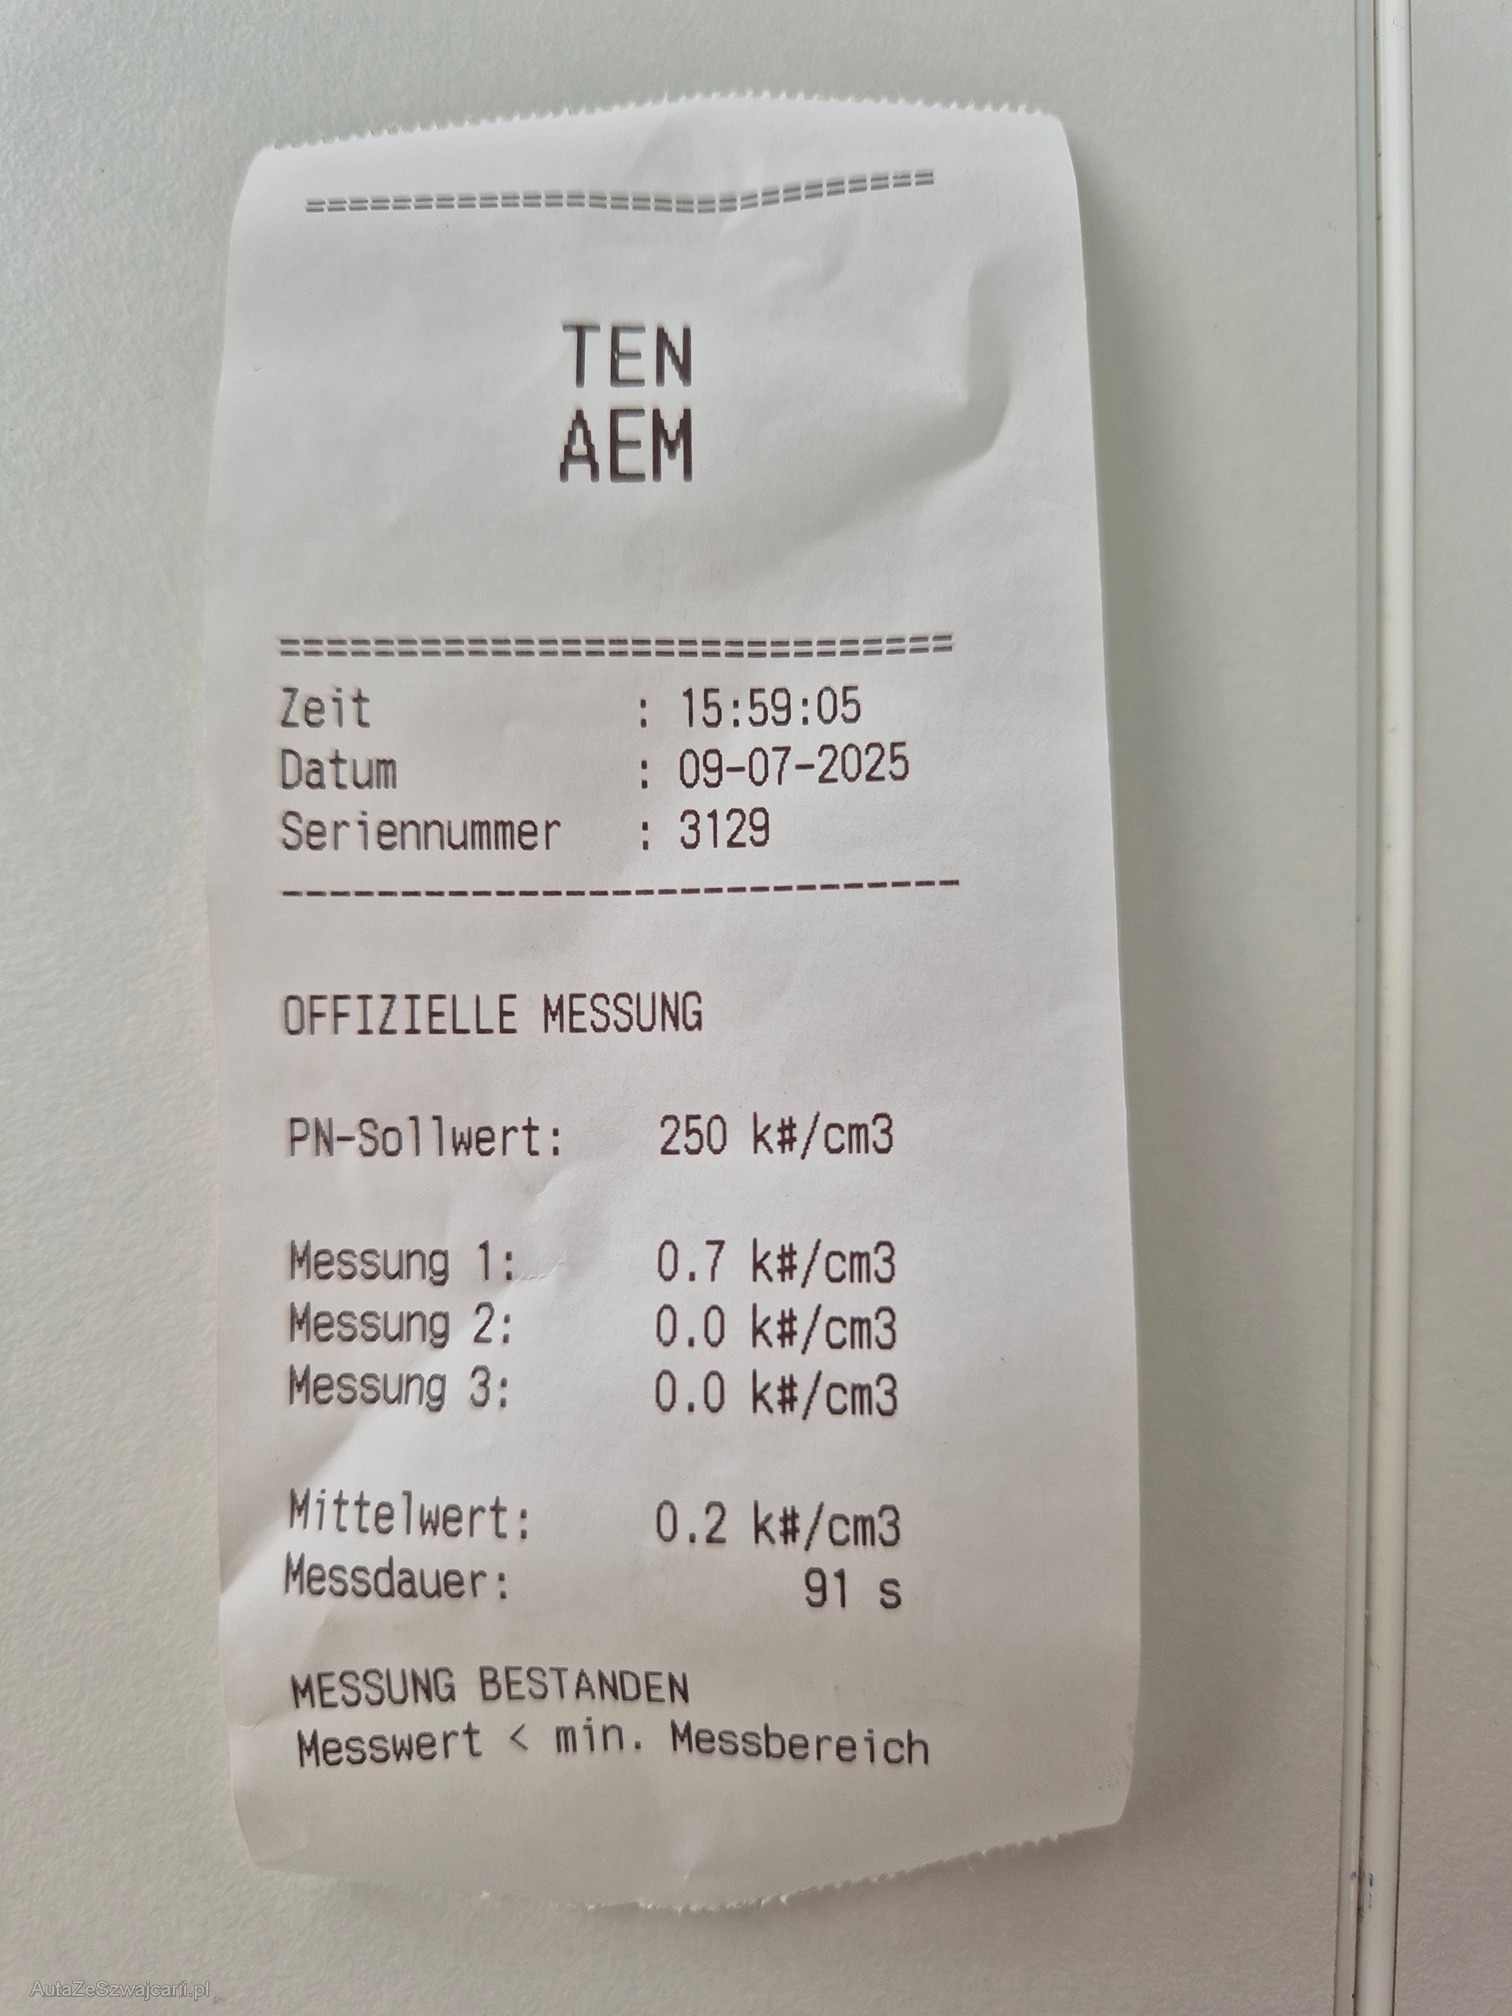 =============================
TEN
AEM
=============================
Zeit : 15:59:05
Datum : 09-07-2025
Seriennummer : 3129
-----------------------------
OFFIZIELLE MESSUNG
PN-Sollwert: 250 k#/cm3
Messung 1: 0.7 k#/cm3
Messung 2: 0.0 k#/cm3
Messung 3: 0.0 k#/cm3
Mittelwert: 0.2 k#/cm3
Messdauer: 91 s
MESSUNG BESTANDEN
Messwert < min. Messbereich
AutaZeSzwajcarii.pl